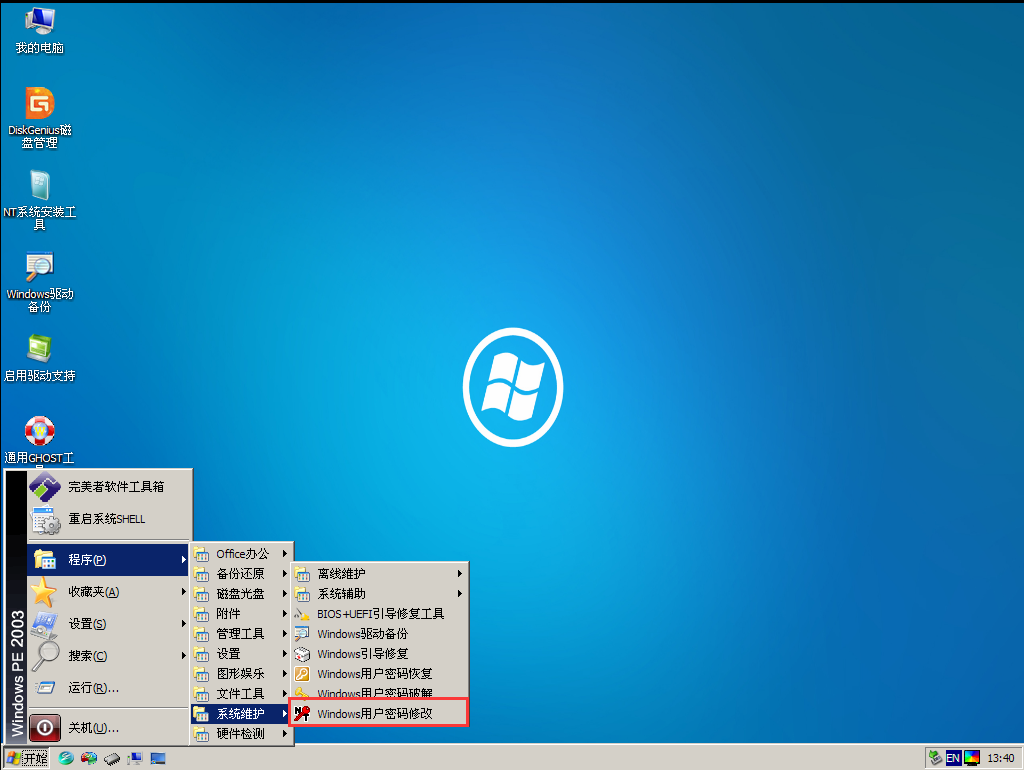 我的电脑
DiskGenius磁
盘管理
NT系统安装工
具
Windows驱动
备份
启用驱动支持
通用GHOST工
完美者软件工具箱
重启系统SHELL
程序(P)
收藏夹(A)
设置(S)
搜索(C)
运行(R)...
关机(U)...
Windows PE 2003
Office办公
备份还原
磁盘光盘
附件
管理工具
设置
图形娱乐
文件工具
系统维护
硬件检测
离线维护
系统辅助
BIOS+UEFI引导修复工具
Windows驱动备份
Windows引导修复
Windows用户密码恢复
Windows用户密码破解
Windows用户密码修改
开始
EN
13:40